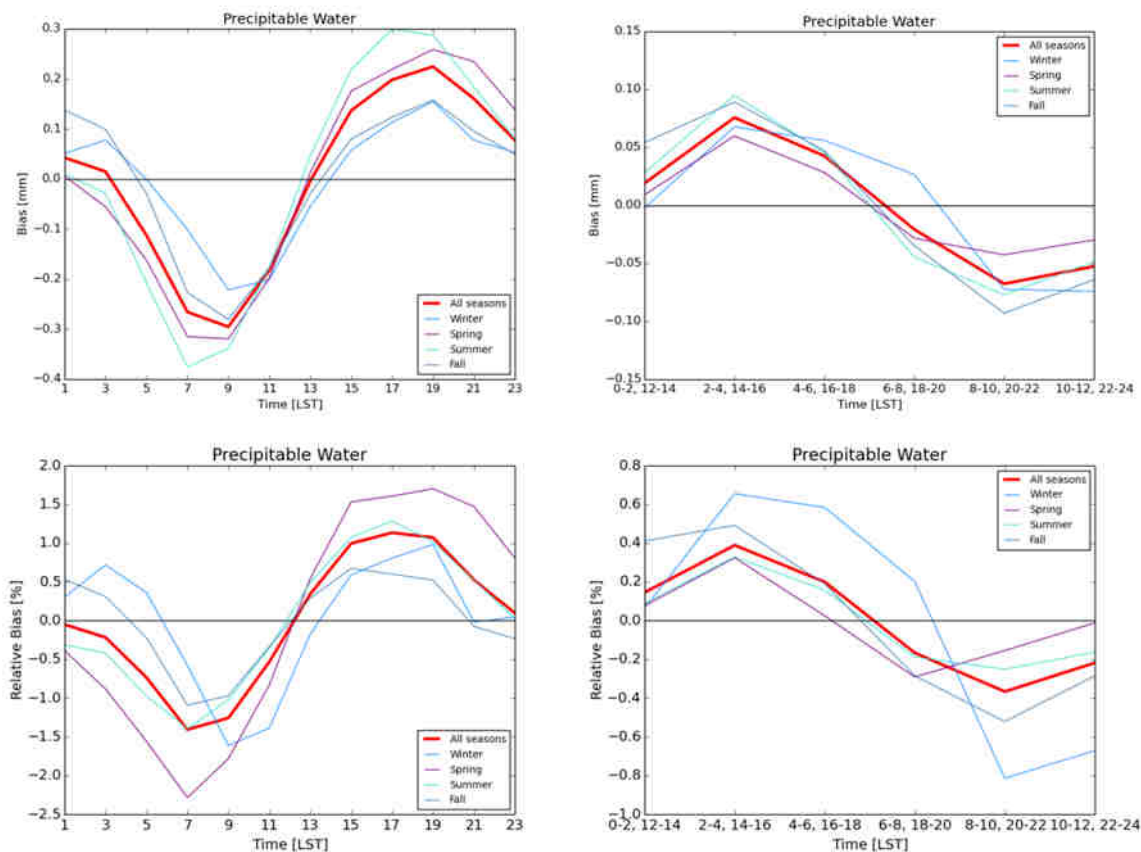 Precipitable Water
0.3
0.2
0.1
0.0
−0.1
−0.2
−0.3
−0.4
Bias [mm]
1 3 5 7 9 11 13 15 17 19 21 23
Time [LST]
All seasons
Winter
Spring
Summer
Fall
Precipitable Water
0.15
0.10
0.05
0.00
−0.05
−0.10
−0.15
Bias [mm]
0-2, 12-14 2-4, 14-16 4-6, 16-18 6-8, 18-20 8-10, 20-22 10-12, 22-24
Time [LST]
All seasons
Winter
Spring
Summer
Fall
Precipitable Water
2.0
1.5
1.0
0.5
0.0
−0.5
−1.0
−1.5
−2.0
−2.5
Relative Bias [%]
1 3 5 7 9 11 13 15 17 19 21 23
Time [LST]
All seasons
Winter
Spring
Summer
Fall
Precipitable Water
0.8
0.6
0.4
0.2
0.0
−0.2
−0.4
−0.6
−0.8
−1.0
Relative Bias [%]
0-2, 12-14 2-4, 14-16 4-6, 16-18 6-8, 18-20 8-10, 20-22 10-12, 22-24
Time [LST]
All seasons
Winter
Spring
Summer
Fall